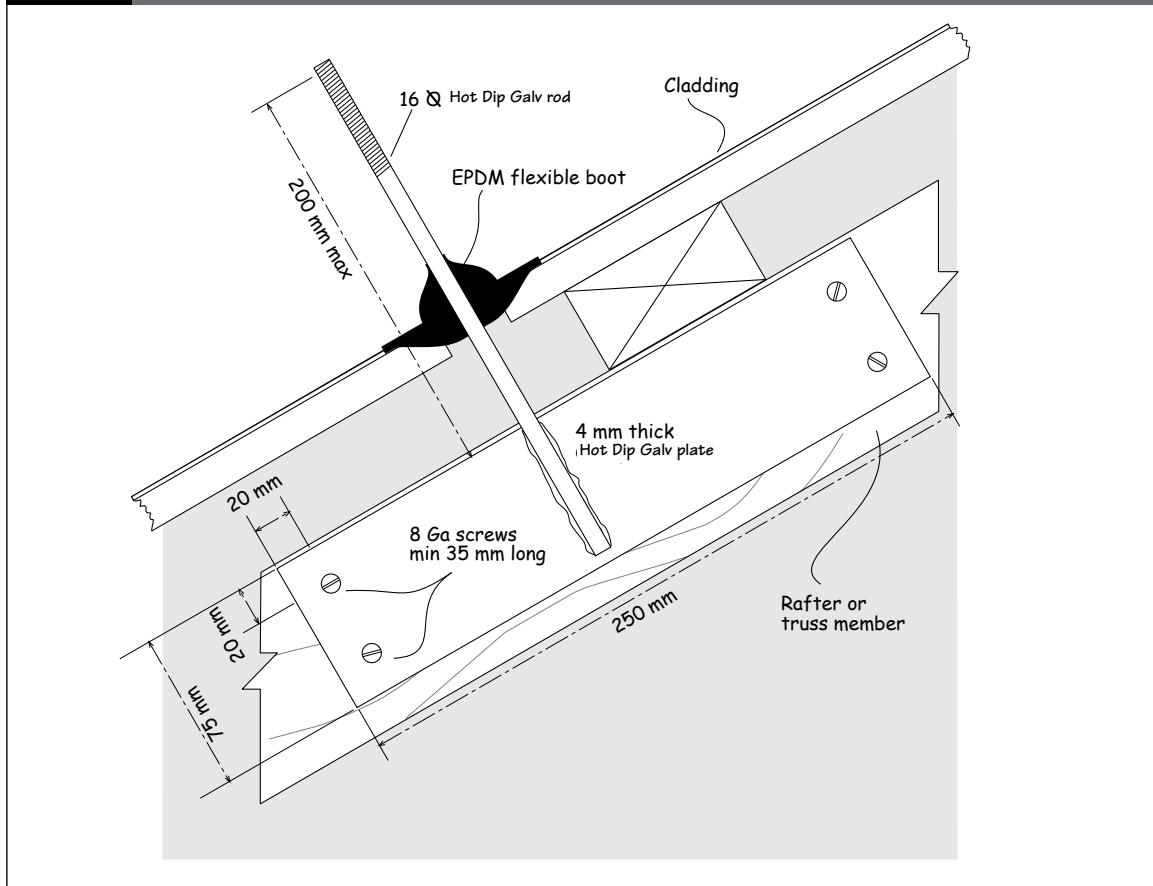 Cladding
16 Ø Hot Dip Galv rod
EPDM flexible boot
200 mm max
4 mm thick
Hot Dip Galv plate
20 mm
8 Ga screws
min 35 mm long
20 mm
75 mm
250 mm
Rafter or
truss member